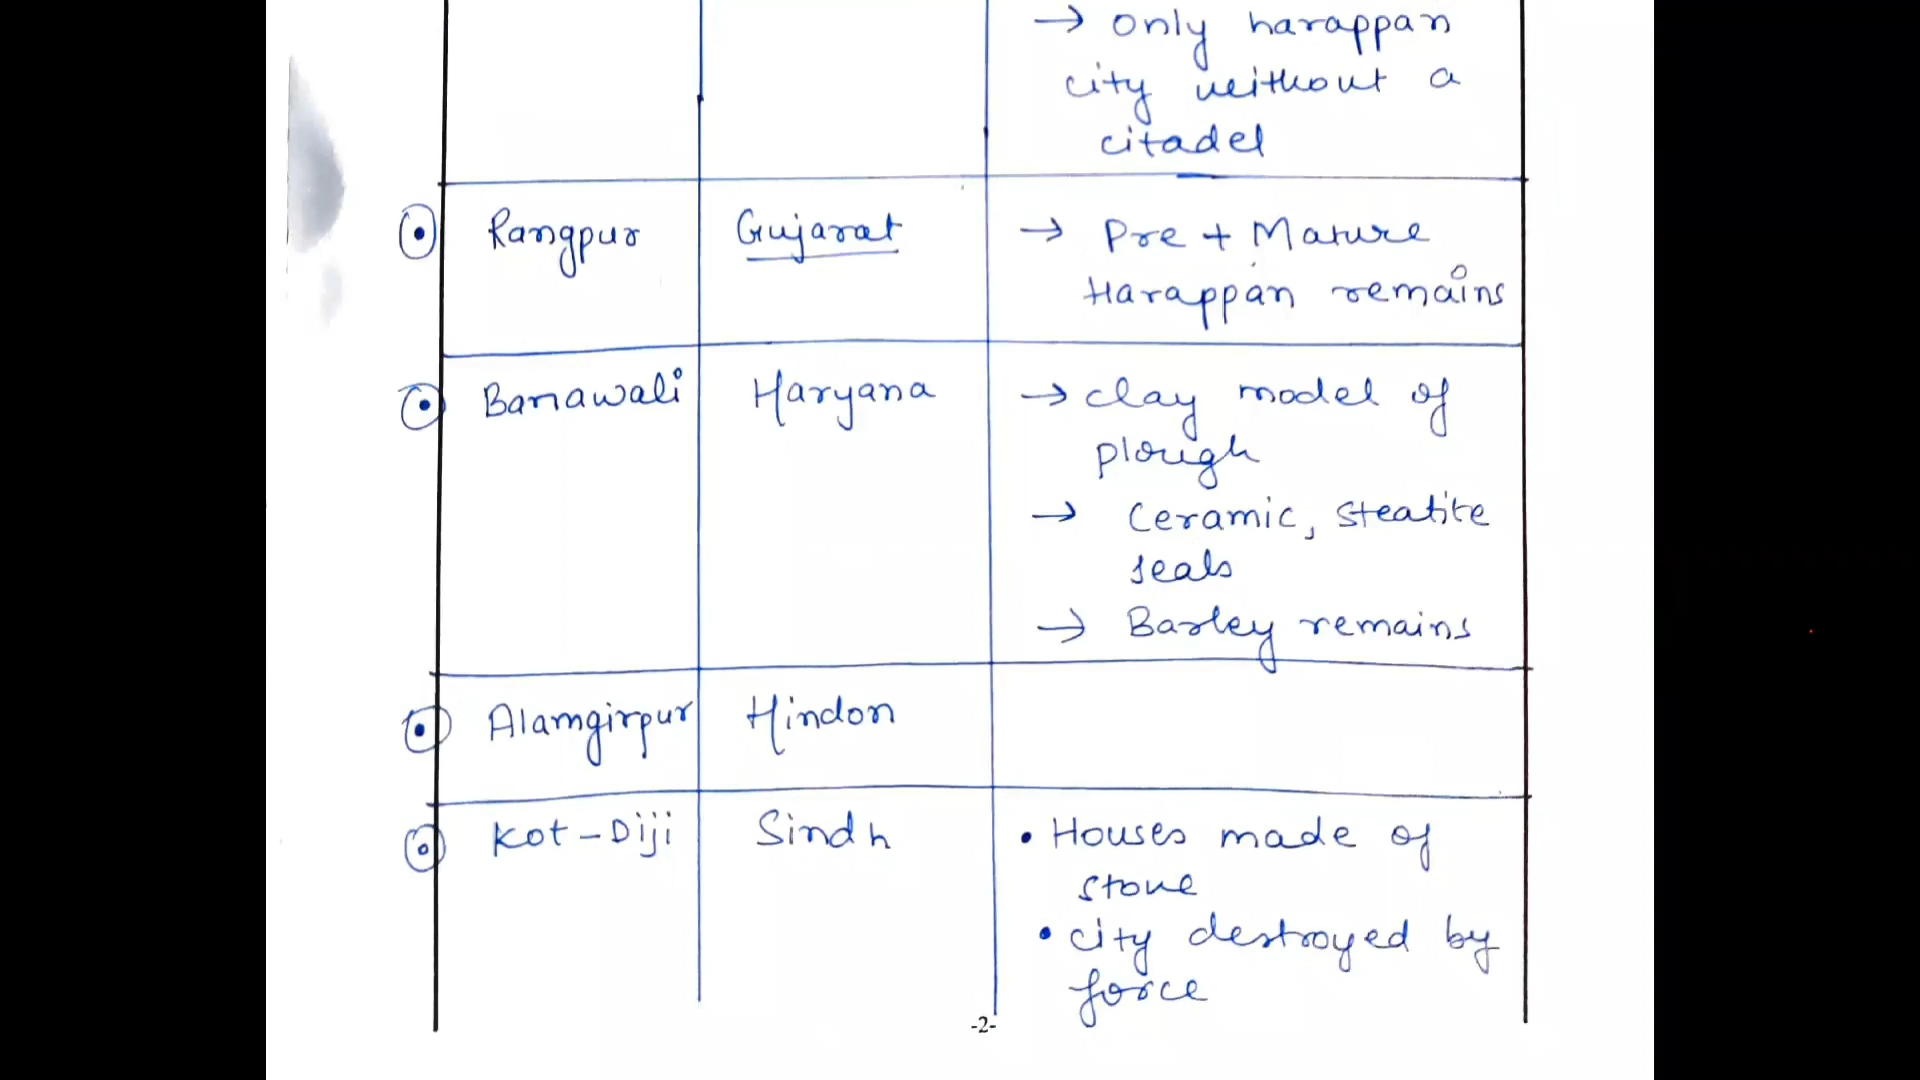 → only harappan
city without a
citadel
Rangpur Gujarat → Pre + Mature
Harappan remains
Banawali Haryana → clay model of
plough
→ Ceramic, steatite
seals
→ Barley remains
Alamgirpur Hindon
Kot-Diji Sindh • Houses made of
stone
• city destroyed by
force
-2-